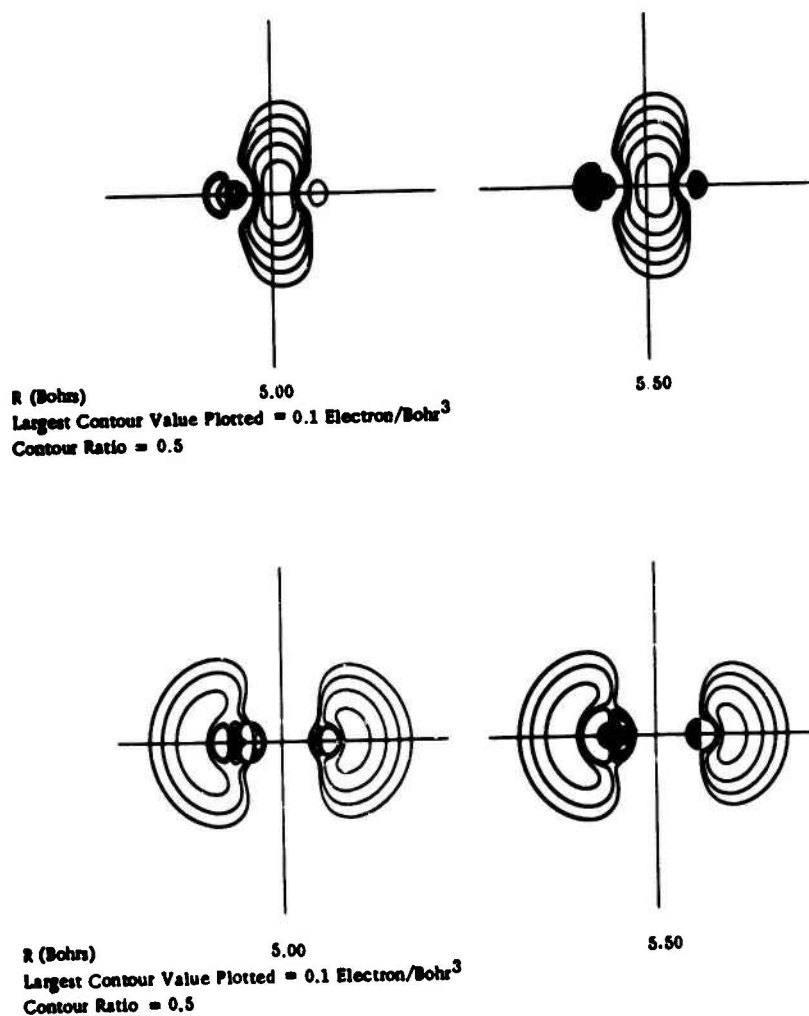 R (Bohrs) 5.00 5.50
Largest Contour Value Plotted = 0.1 Electron/Bohr³
Contour Ratio = 0.5
R (Bohrs) 5.00 5.50
Largest Contour Value Plotted = 0.1 Electron/Bohr³
Contour Ratio = 0.5